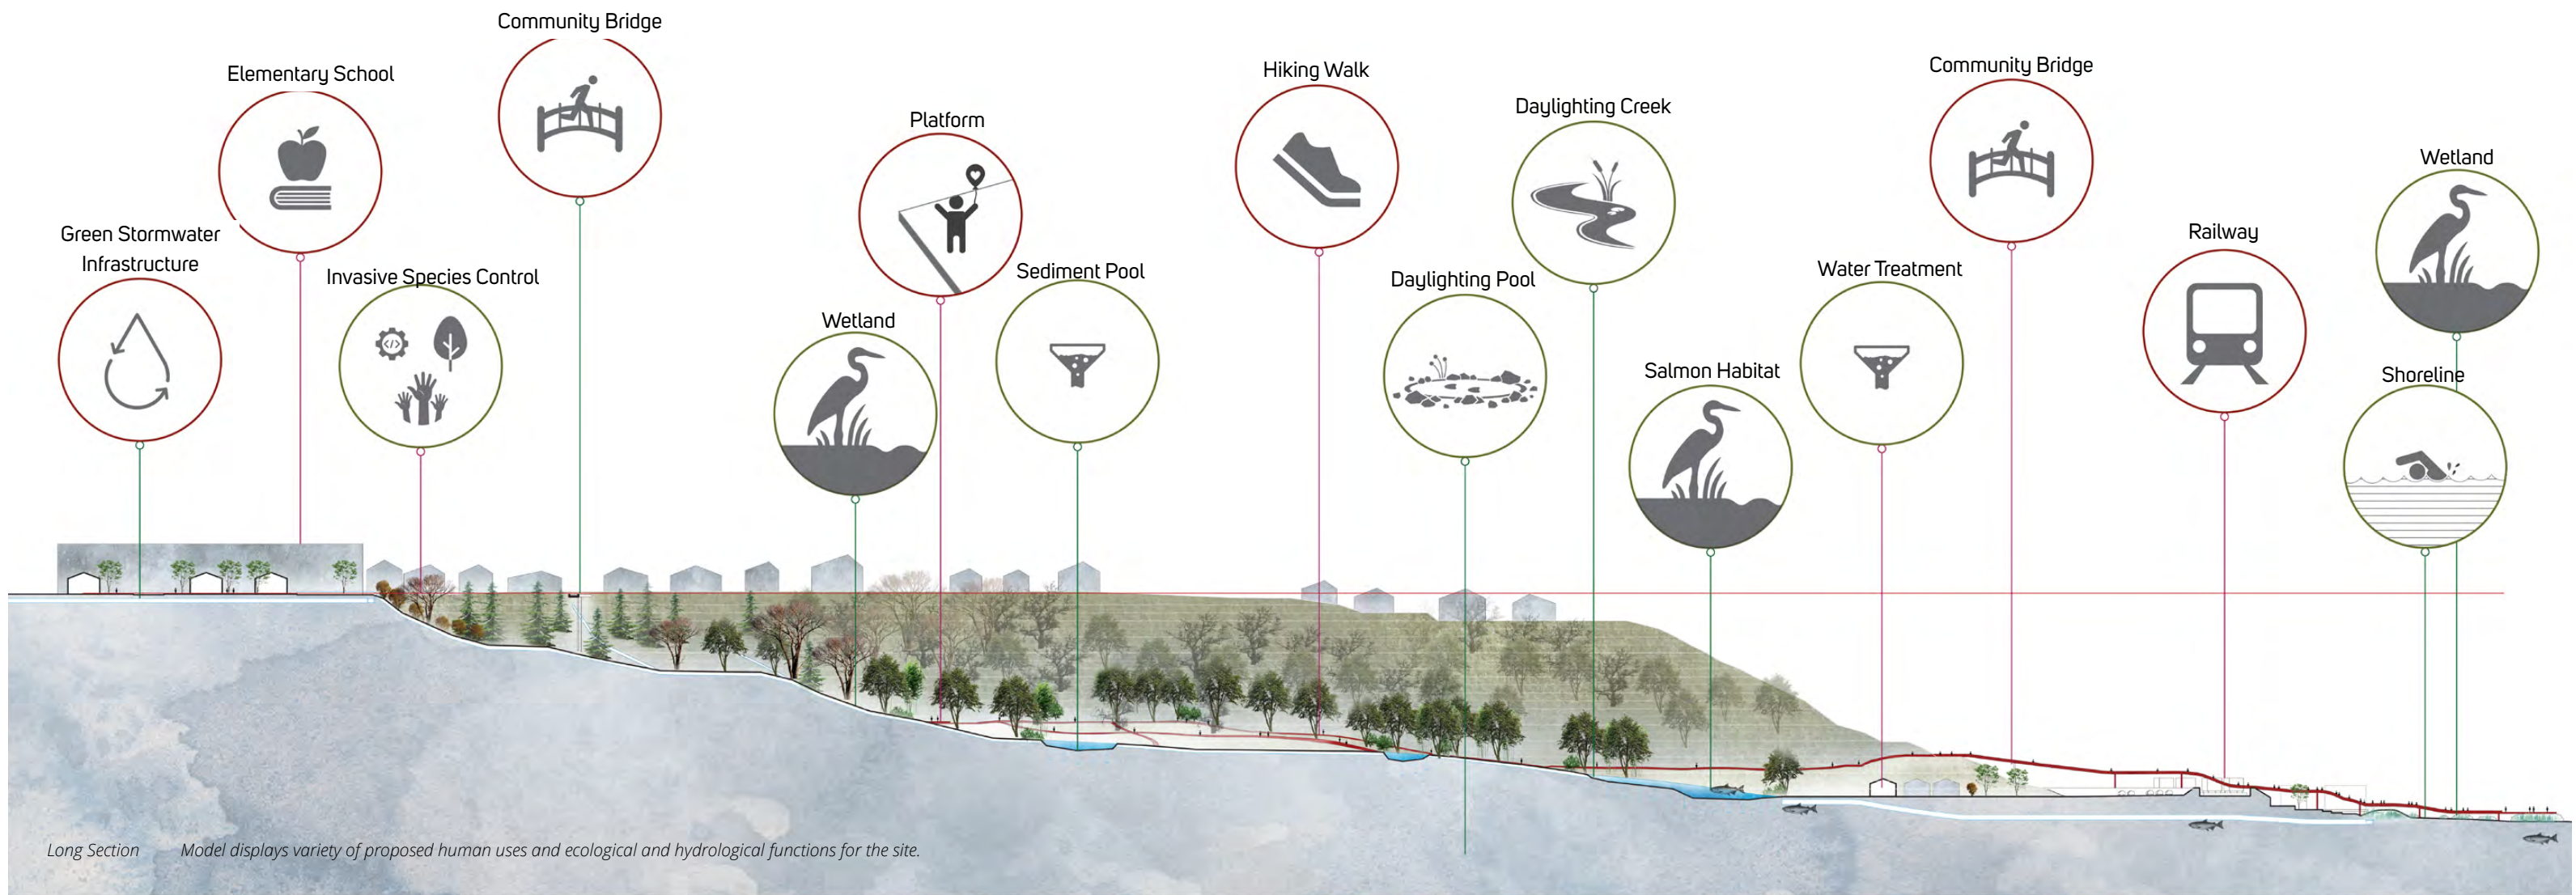 Community Bridge
Elementary School
Green Stormwater
Infrastructure
Invasive Species Control
Platform
Wetland
Sediment Pool
Hiking Walk
Daylighting Creek
Daylighting Pool
Salmon Habitat
Water Treatment
Community Bridge
Railway
Wetland
Shoreline
Long Section Model displays variety of proposed human uses and ecological and hydrological functions for the site.